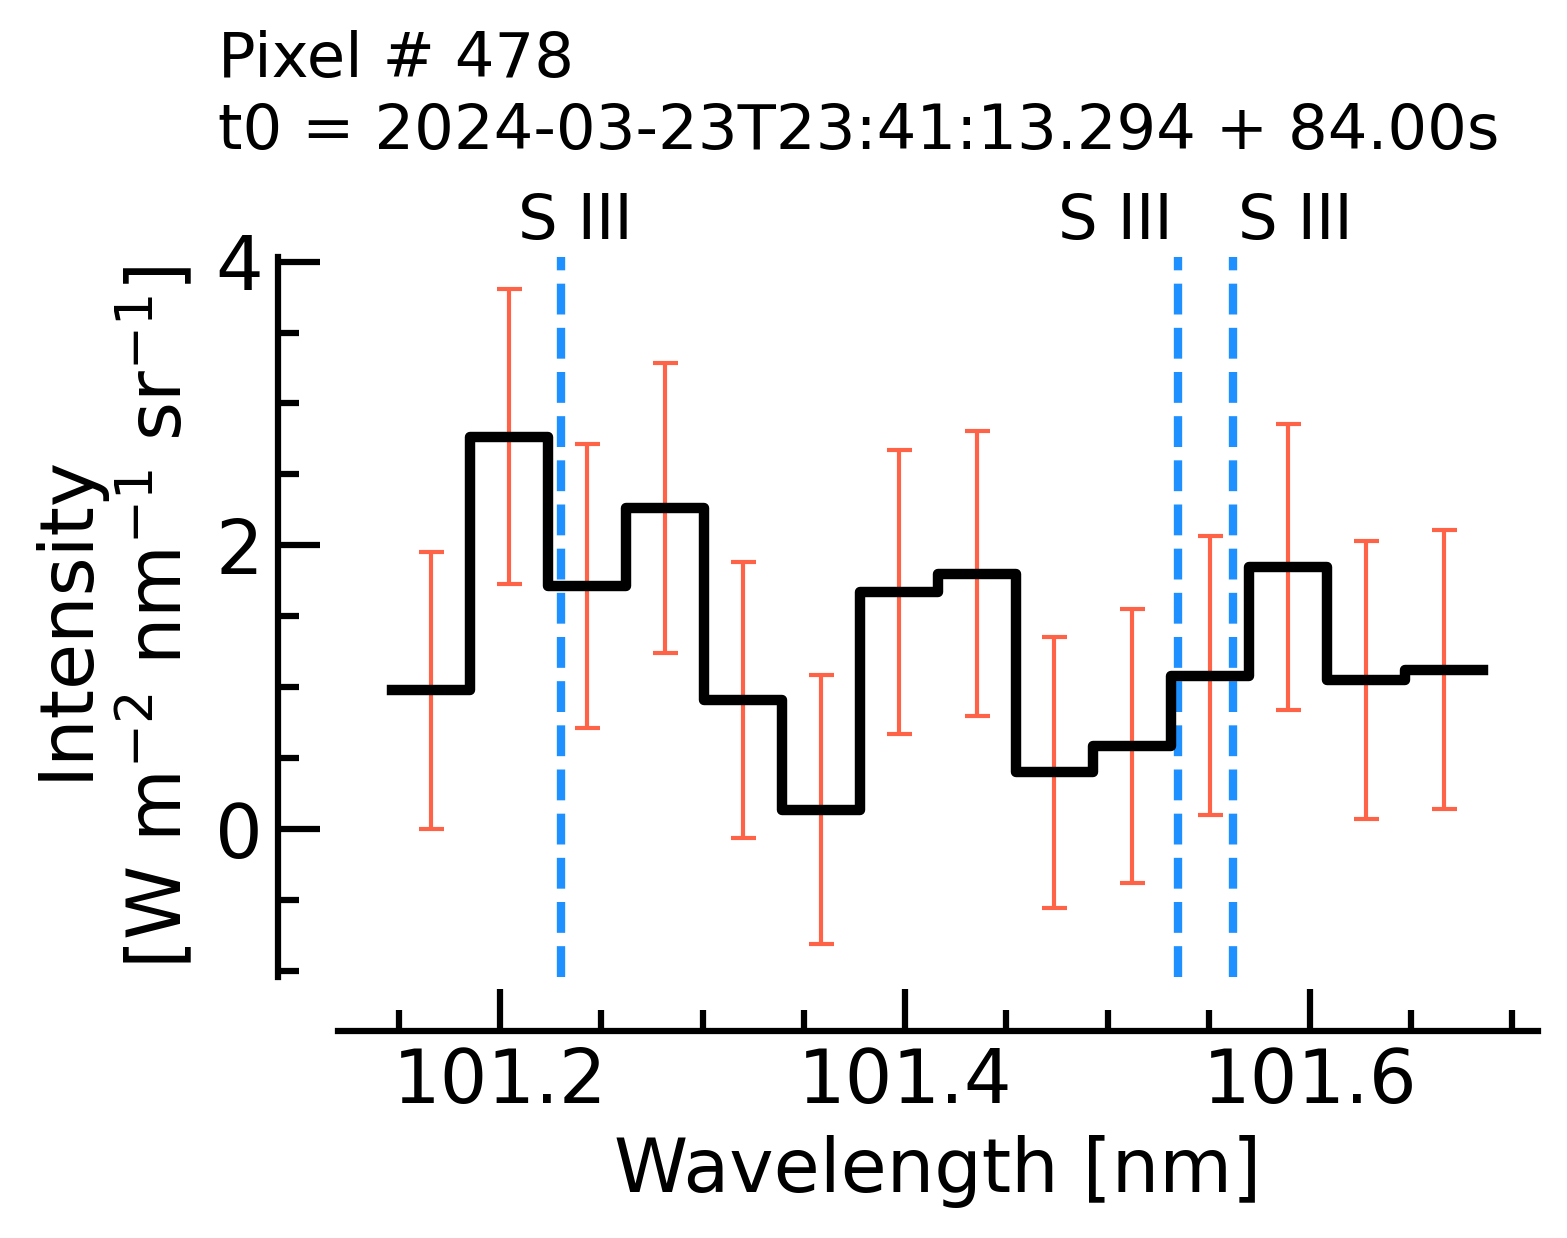 Pixel # 478
t0 = 2024-03-23T23:41:13.294 + 84.00s
S III S III S III
Intensity
[W m⁻² nm⁻¹ sr⁻¹]
4
2
0
101.2 101.4 101.6
Wavelength [nm]